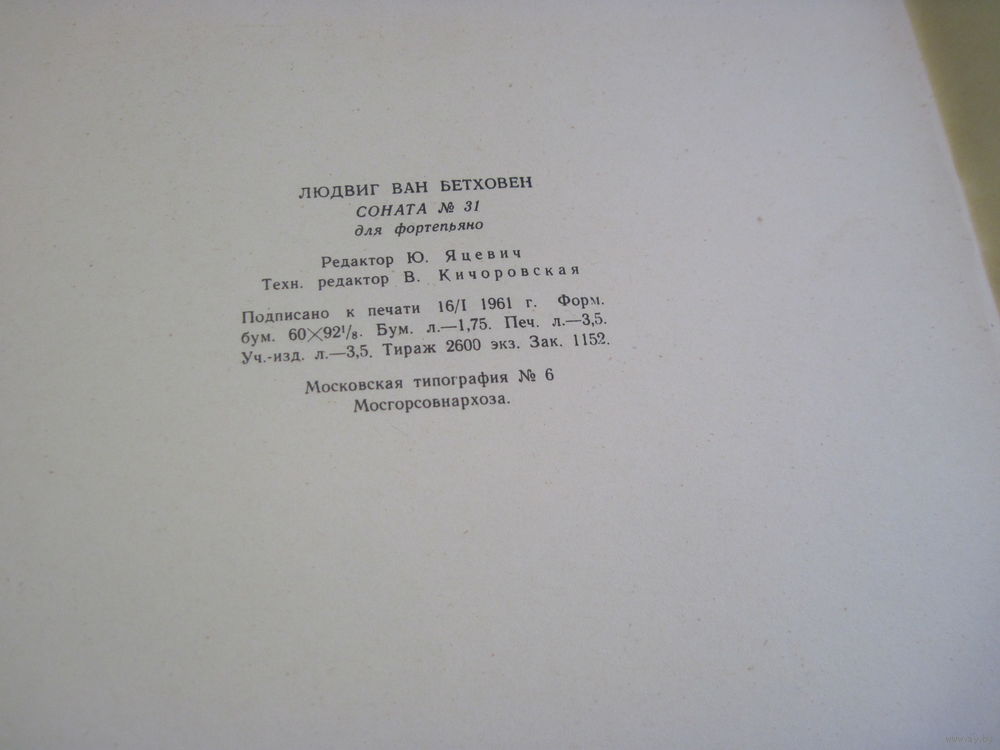 ЛЮДВИГ ВАН БЕТХОВЕН
СОНАТА № 31
для фортепьяно
Редактор Ю. Яцевич
Техн. редактор В. Кичоровская
Подписано к печати 16/I 1961 г. Форм.
бум. 60×92¹/₈. Бум. л.—1,75. Печ. л.—3,5.
Уч.-изд. л.—3,5. Тираж 2600 экз. Зак. 1152.
Московская типография № 6
Мосгорсовнархоза.